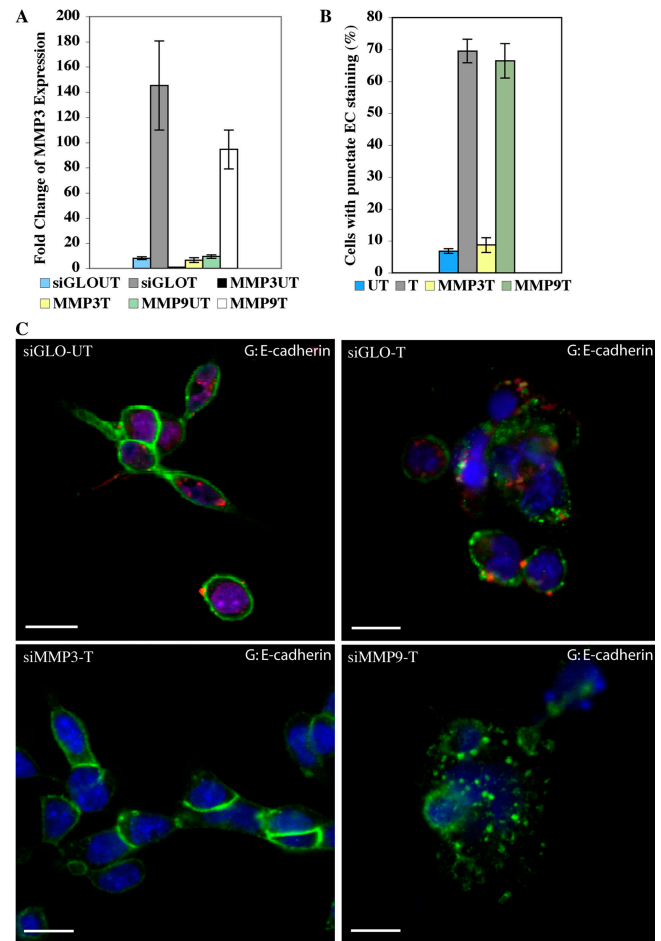 A
Fold Change of MMP3 Expression
200
180
160
140
120
100
80
60
40
20
0
siGLOUT siGLOT MMP3UT
MMP3T MMP9UT MMP9T
B
Cells with punctate EC staining (%)
80
70
60
50
40
30
20
10
0
UT T MMP3T MMP9T
C
siGLO-UT G: E-cadherin
siGLO-T G: E-cadherin
siMMP3-T G: E-cadherin
siMMP9-T G: E-cadherin